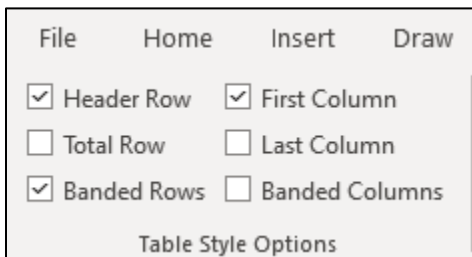 File Home Insert Draw
Header Row First Column
Total Row Last Column
Banded Rows Banded Columns
Table Style Options